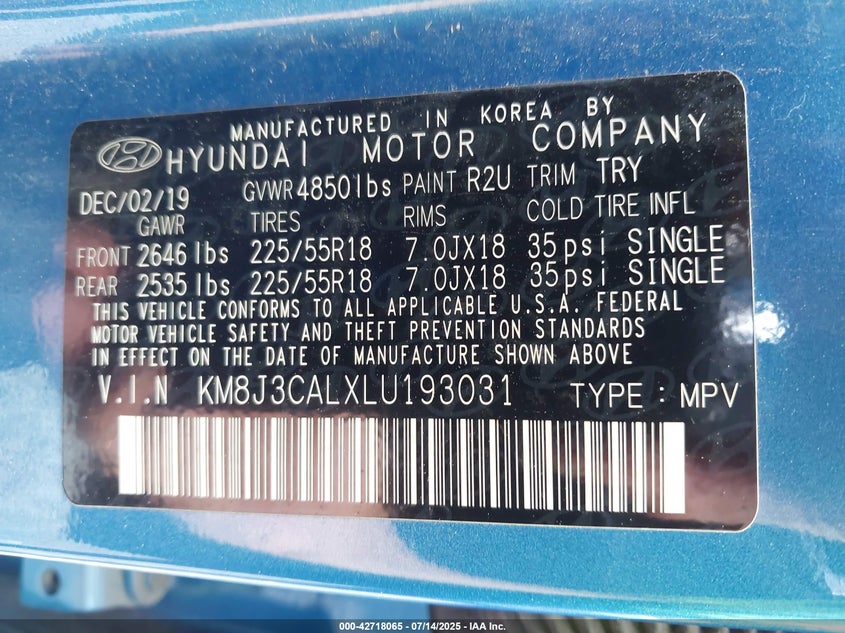 MANUFACTURED IN KOREA BY
HYUNDAI MOTOR COMPANY
DEC/02/19 GVWR 4850lbs PAINT R2U TRIM TRY
GAWR TIRES RIMS COLD TIRE INFL
FRONT 2646lbs 225/55R18 7.0JX18 35psi SINGLE
REAR 2535lbs 225/55R18 7.0JX18 35psi SINGLE
THIS VEHICLE CONFORMS TO ALL APPLICABLE U.S.A. FEDERAL
MOTOR VEHICLE SAFETY AND THEFT PREVENTION STANDARDS
IN EFFECT ON THE DATE OF MANUFACTURE SHOWN ABOVE
V.I.N KM8J3CALXLU193031 TYPE: MPV
000-42718065 - 07/14/2025 - IAA Inc.